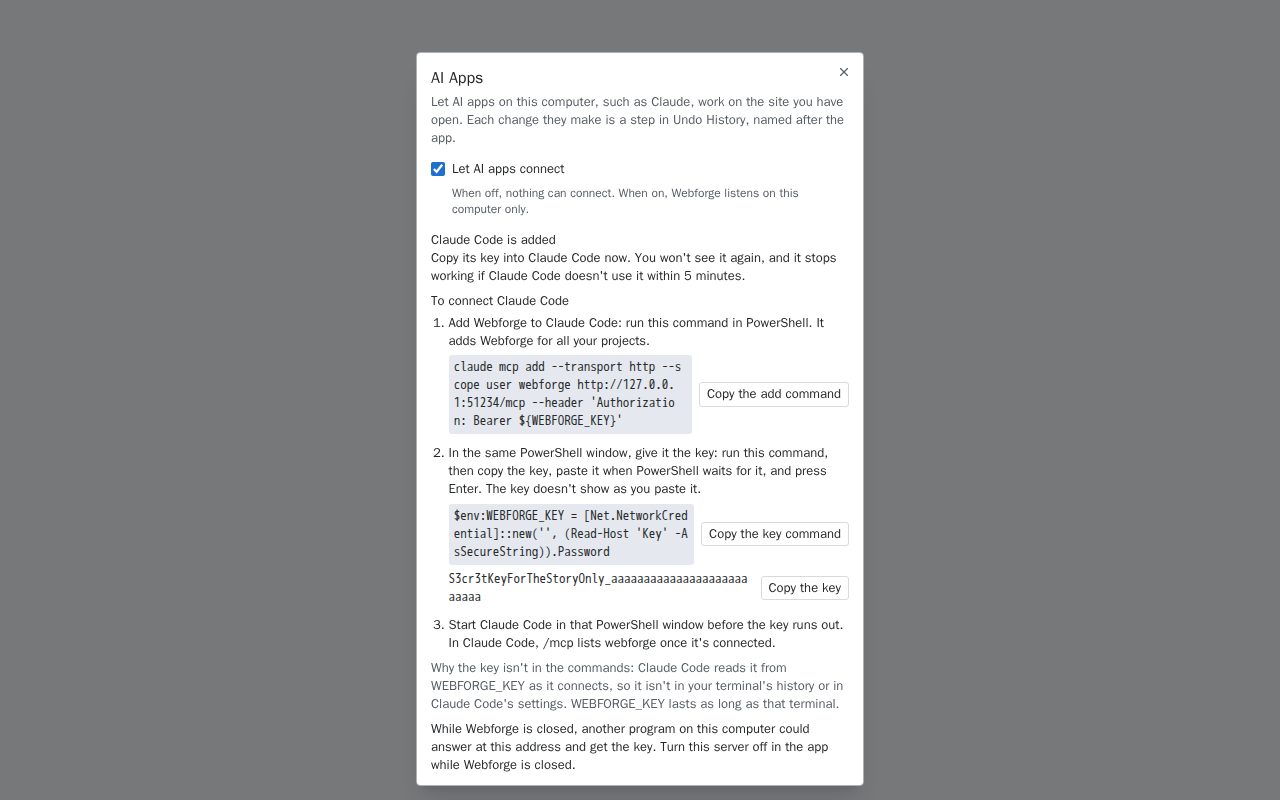 AI Apps
Let AI apps on this computer, such as Claude, work on the site you have
open. Each change they make is a step in Undo History, named after the
app.
Let AI apps connect
When off, nothing can connect. When on, Webforge listens on this
computer only.
Claude Code is added
Copy its key into Claude Code now. You won't see it again, and it stops
working if Claude Code doesn't use it within 5 minutes.
To connect Claude Code
1. Add Webforge to Claude Code: run this command in PowerShell. It
adds Webforge for all your projects.
claude mcp add --transport http --s
cope user webforge http://127.0.0.
1:51234/mcp --header 'Authorizatio
n: Bearer ${WEBFORGE_KEY}'
Copy the add command
2. In the same PowerShell window, give it the key: run this command,
then copy the key, paste it when PowerShell waits for it, and press
Enter. The key doesn't show as you paste it.
$env:WEBFORGE_KEY = [Net.NetworkCred
ential]::new('', (Read-Host 'Key' -A
sSecureString)).Password
Copy the key command
S3cr3tKeyForTheStoryOnly_aaaaaaaaaaaaaaaaaaaaa
aaaaa
Copy the key
3. Start Claude Code in that PowerShell window before the key runs out.
In Claude Code, /mcp lists webforge once it's connected.
Why the key isn't in the commands: Claude Code reads it from
WEBFORGE_KEY as it connects, so it isn't in your terminal's history or in
Claude Code's settings. WEBFORGE_KEY lasts as long as that terminal.
While Webforge is closed, another program on this computer could
answer at this address and get the key. Turn this server off in the app
while Webforge is closed.